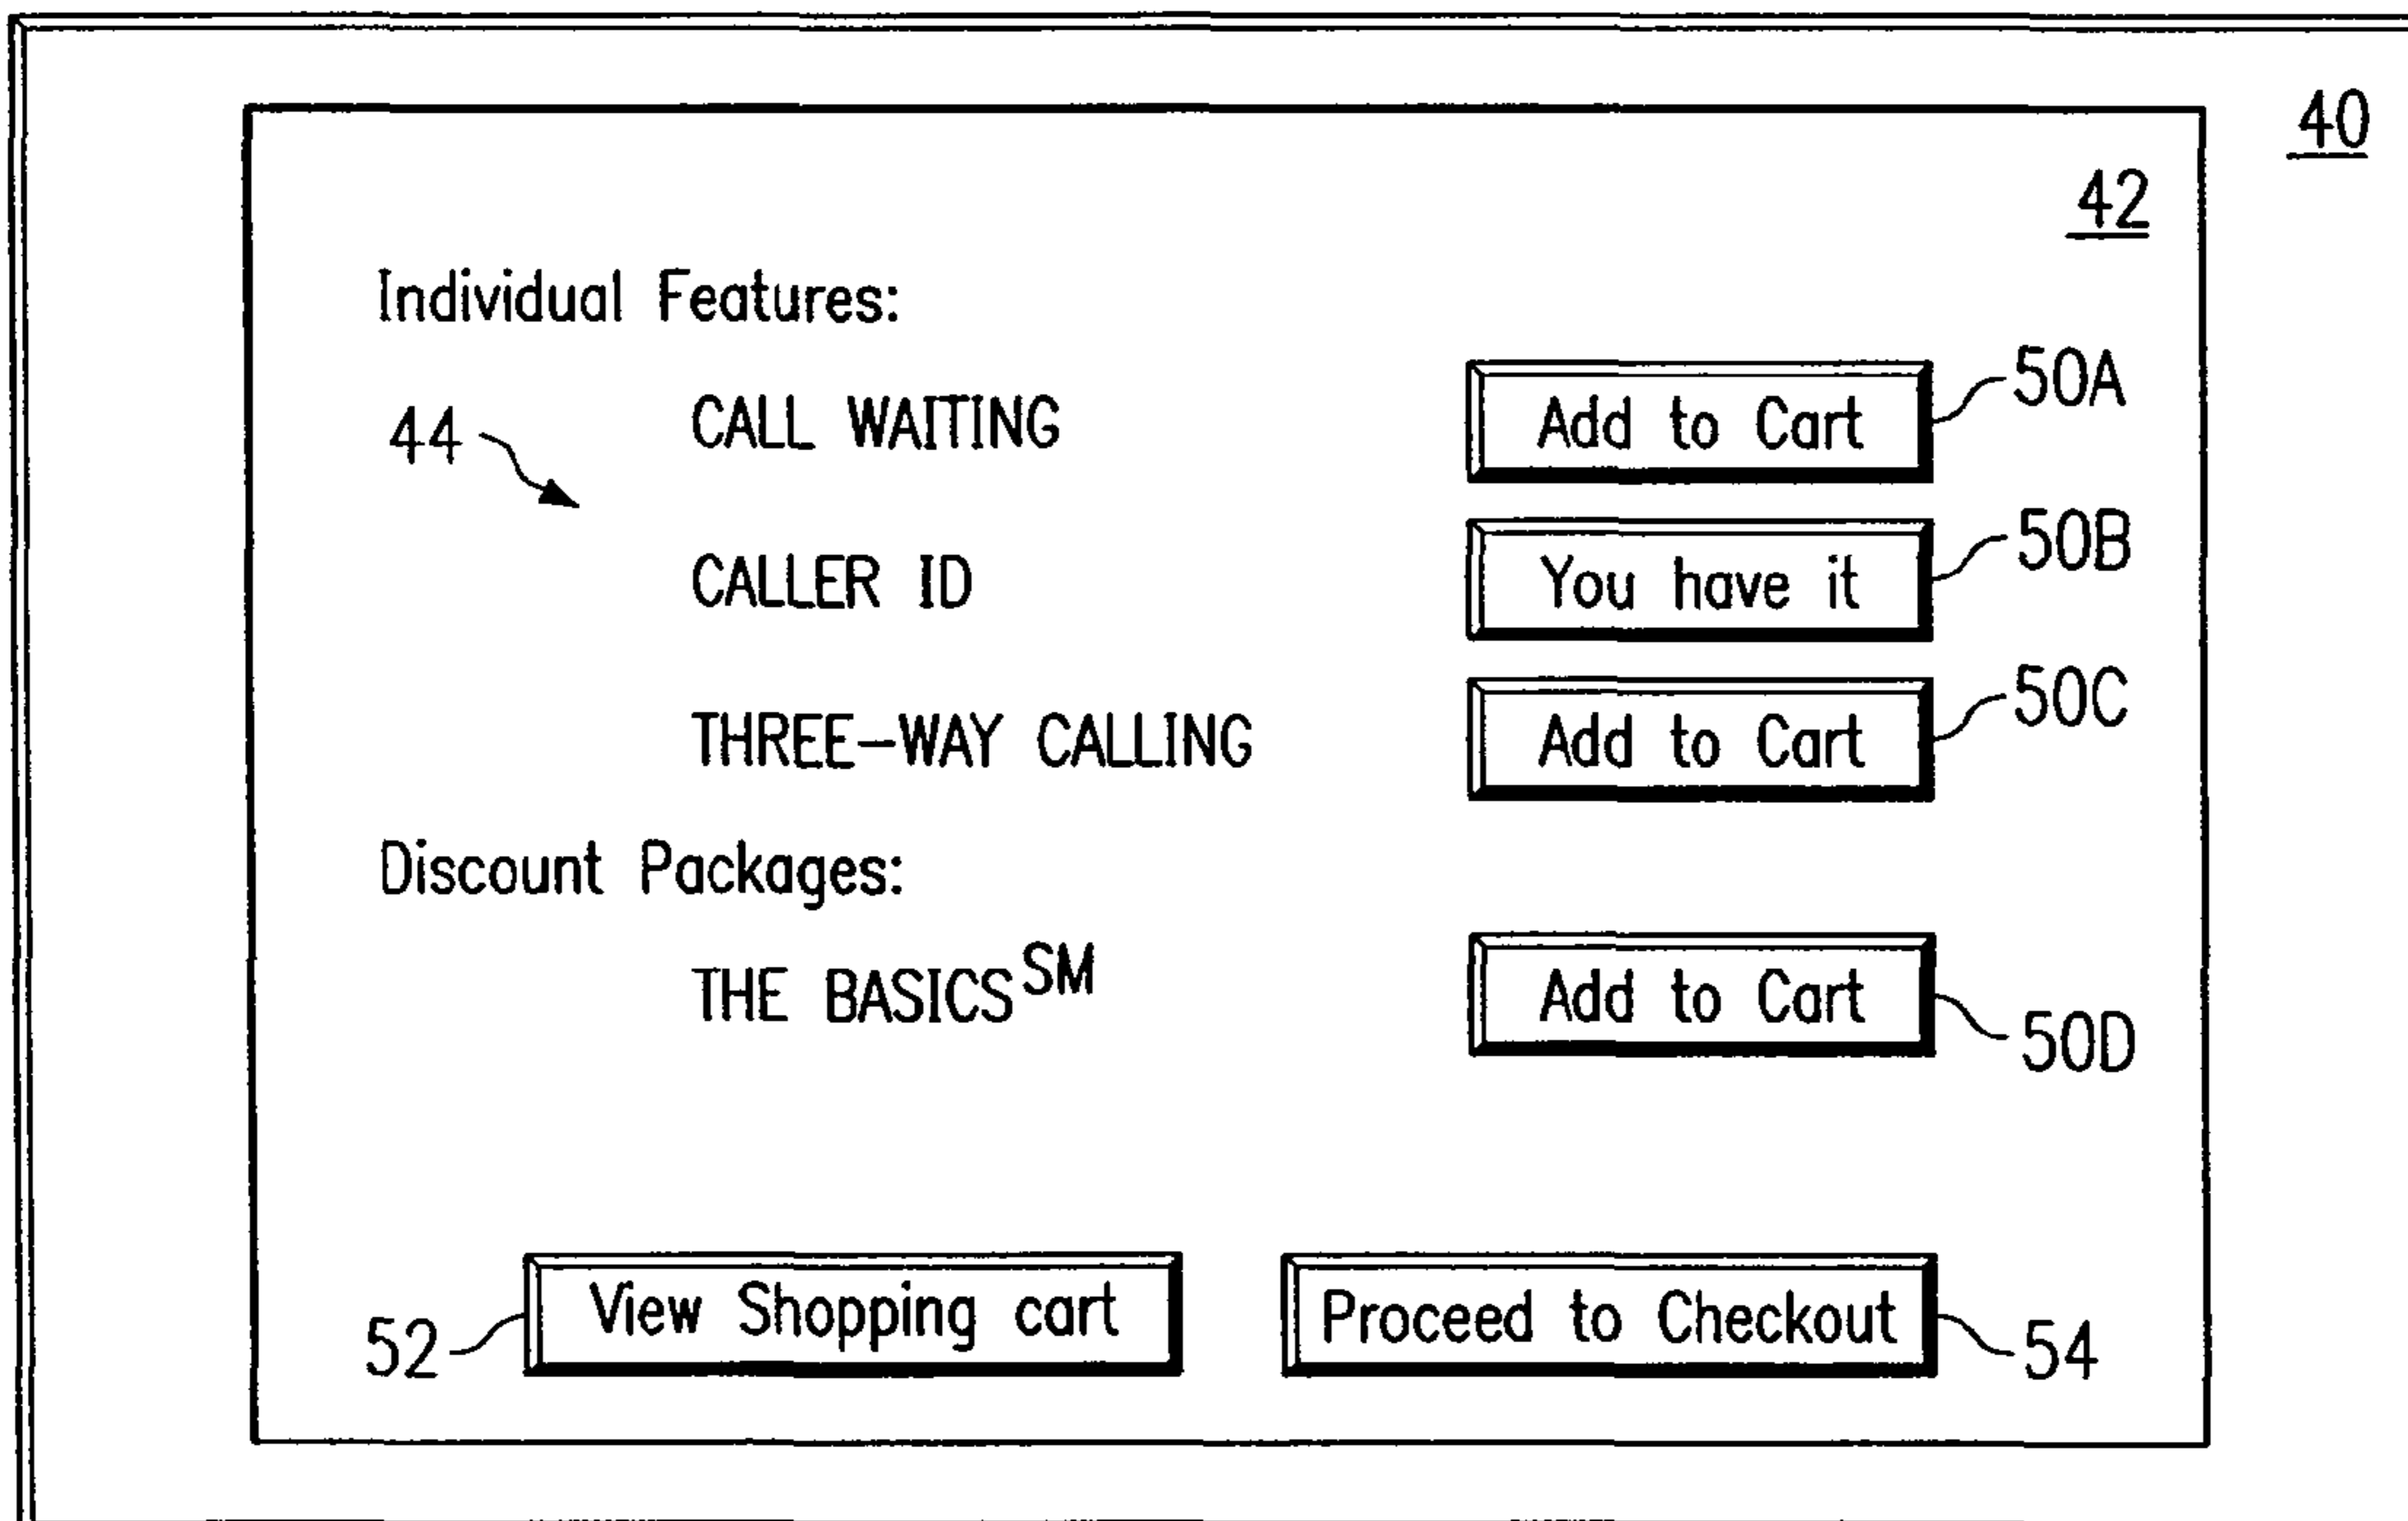 40
42
Individual Features:
CALL WAITING Add to Cart 50A
44
CALLER ID You have it 50B
THREE-WAY CALLING Add to Cart 50C
Discount Packages:
THE BASICS SM Add to Cart 50D
52 View Shopping cart Proceed to Checkout 54